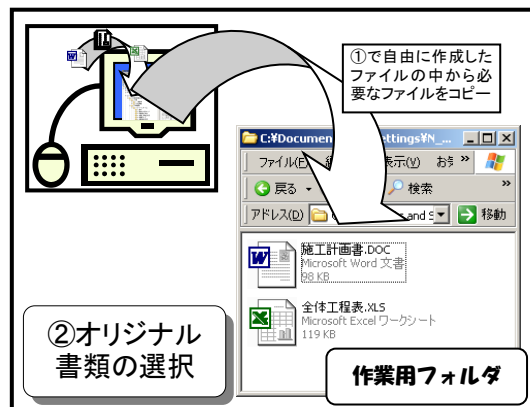 ①で自由に作成した
ファイルの中から必
要なファイルをコピー
C:¥Documen ettings¥N_...
ファイル(F) 表示(V) お気 »
戻る 検索 »
アドレス(D) and S 移動
施工計画書.DOC
Microsoft Word 文書
98 KB
全体工程表.XLS
Microsoft Excel ワークシート
119 KB
②オリジナル
書類の選択
作業用フォルダ